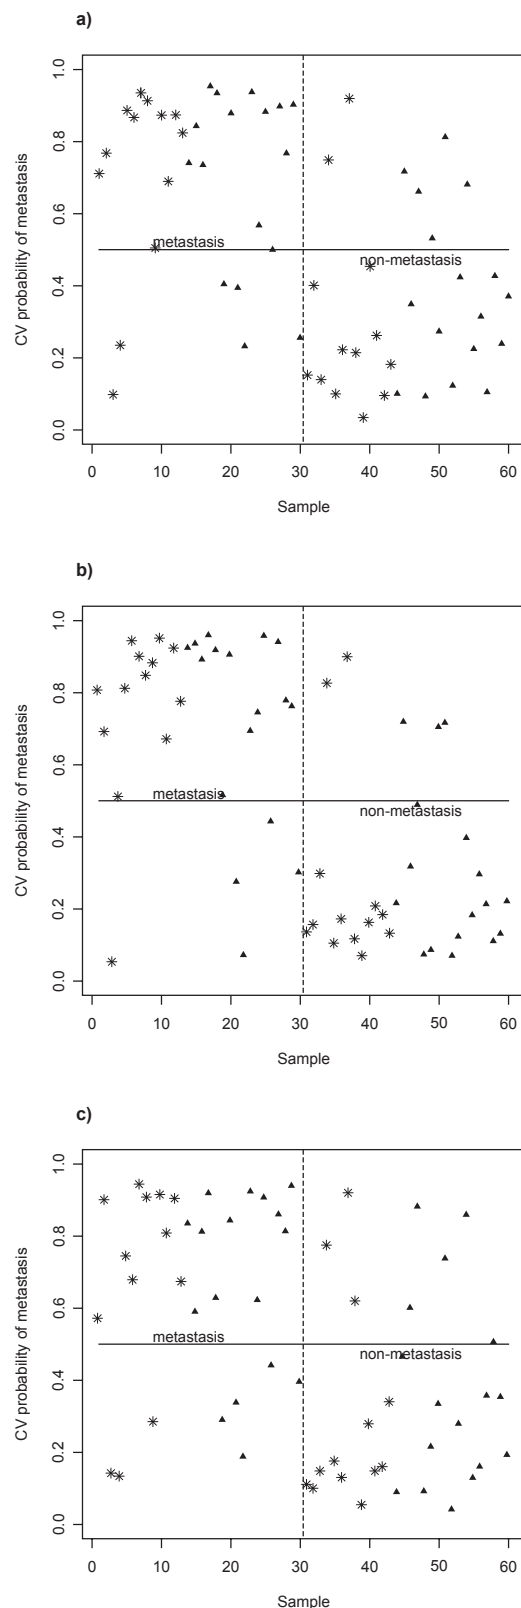 a)
CV probability of metastasis
1.0
0.8
0.6
0.4
0.2
0.0
metastasis
non-metastasis
0 10 20 30 40 50 60
Sample
b)
CV probability of metastasis
1.0
0.8
0.6
0.4
0.2
0.0
metastasis
non-metastasis
0 10 20 30 40 50 60
Sample
c)
CV probability of metastasis
1.0
0.8
0.6
0.4
0.2
0.0
metastasis
non-metastasis
0 10 20 30 40 50 60
Sample